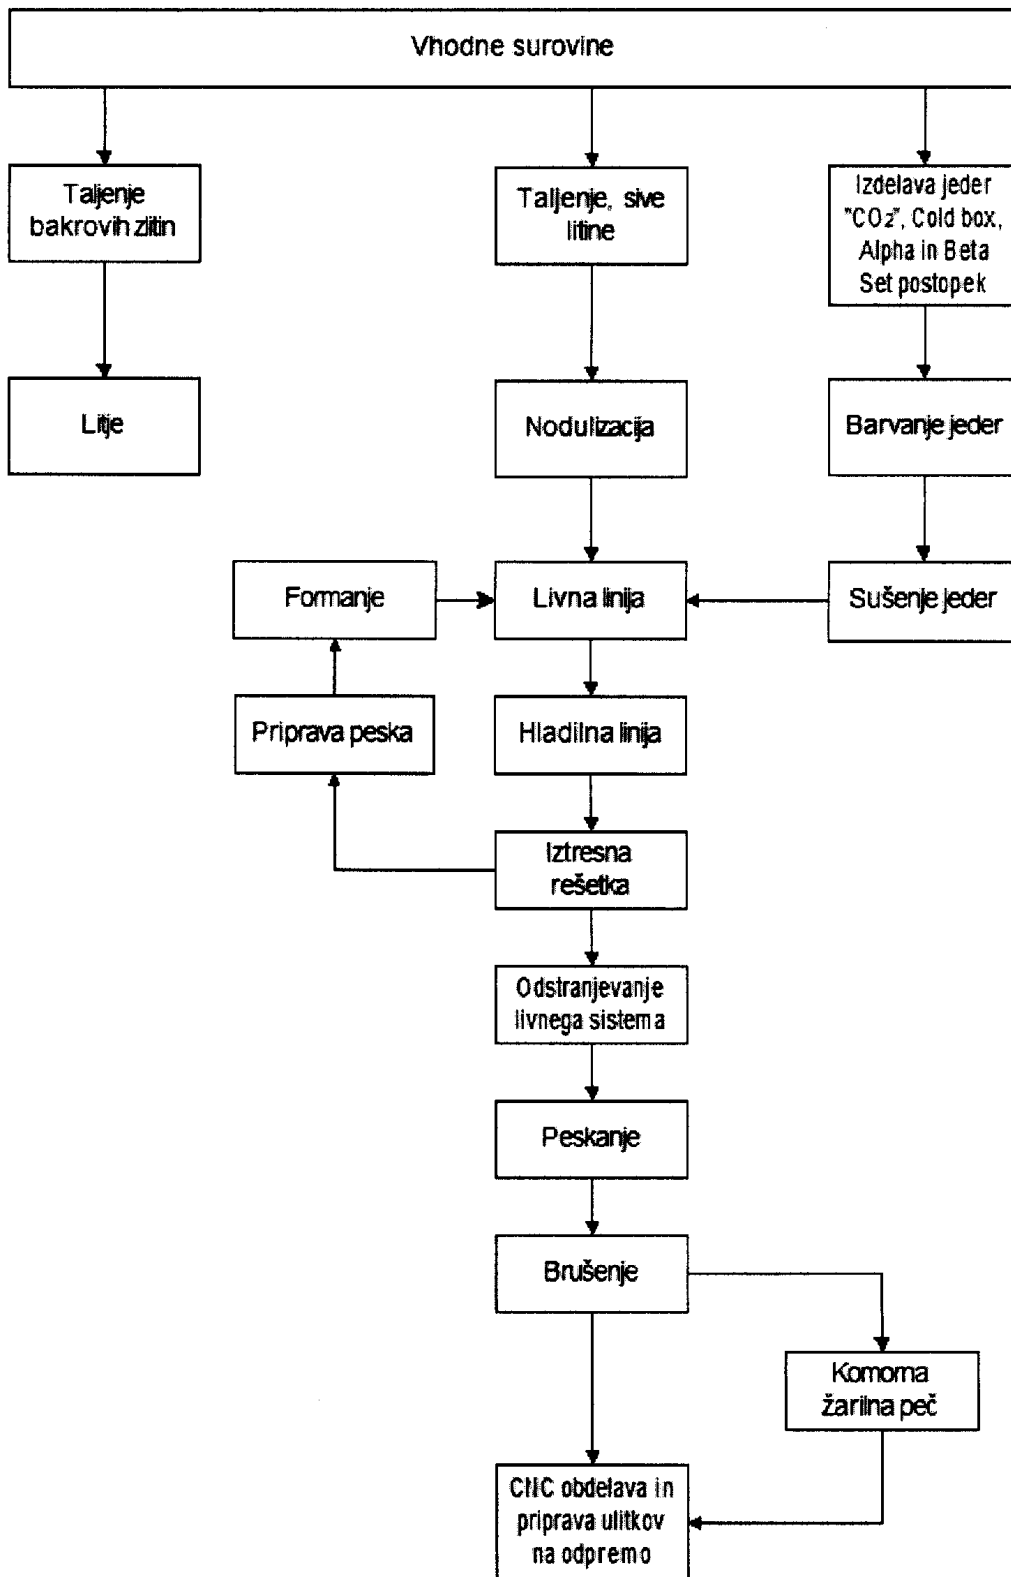 Vhodne surovine
Taljenje
bakrovih zlitin
Taljenje, sive
litine
Izdelava jeder
"CO₂", Cold box,
Alpha in Beta
Set postopek
Litje
Nodulizacija
Barvanje jeder
Formanje
Livna linija
Sušenje jeder
Priprava peska
Hladilna linija
Iztresna
rešetka
Odstranjevanje
livnega sistema
Peskanje
Brušenje
Komorna
žarilna peč
CNC obdelava in
priprava ulitkov
na odpremo